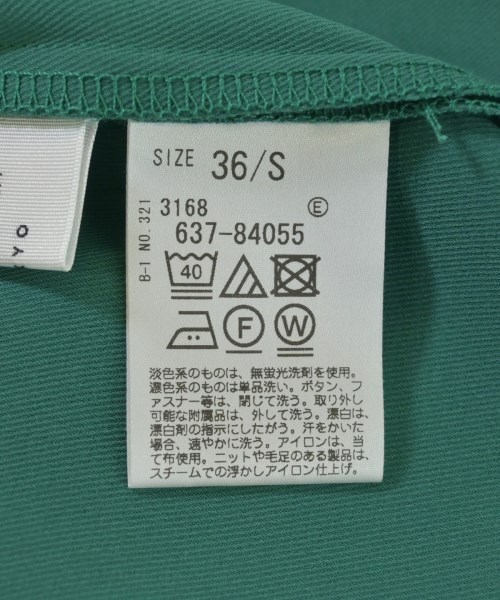 SIZE 36/S
B-1 NO.321
3168 E
637-84055
40
F W
淡色系のものは、無蛍光洗剤を使用。
濃色系のものは単品洗い。ボタン、フ
ァスナー等は、閉じて洗う。取り外し
可能な附属品は、外して洗う。漂白は、
漂白剤の指示にしたがう。汗をかいた
場合、速やかに洗う。アイロンは、当
て布使用。ニットや毛足のある製品は、
スチームでの浮かしアイロン仕上げ。